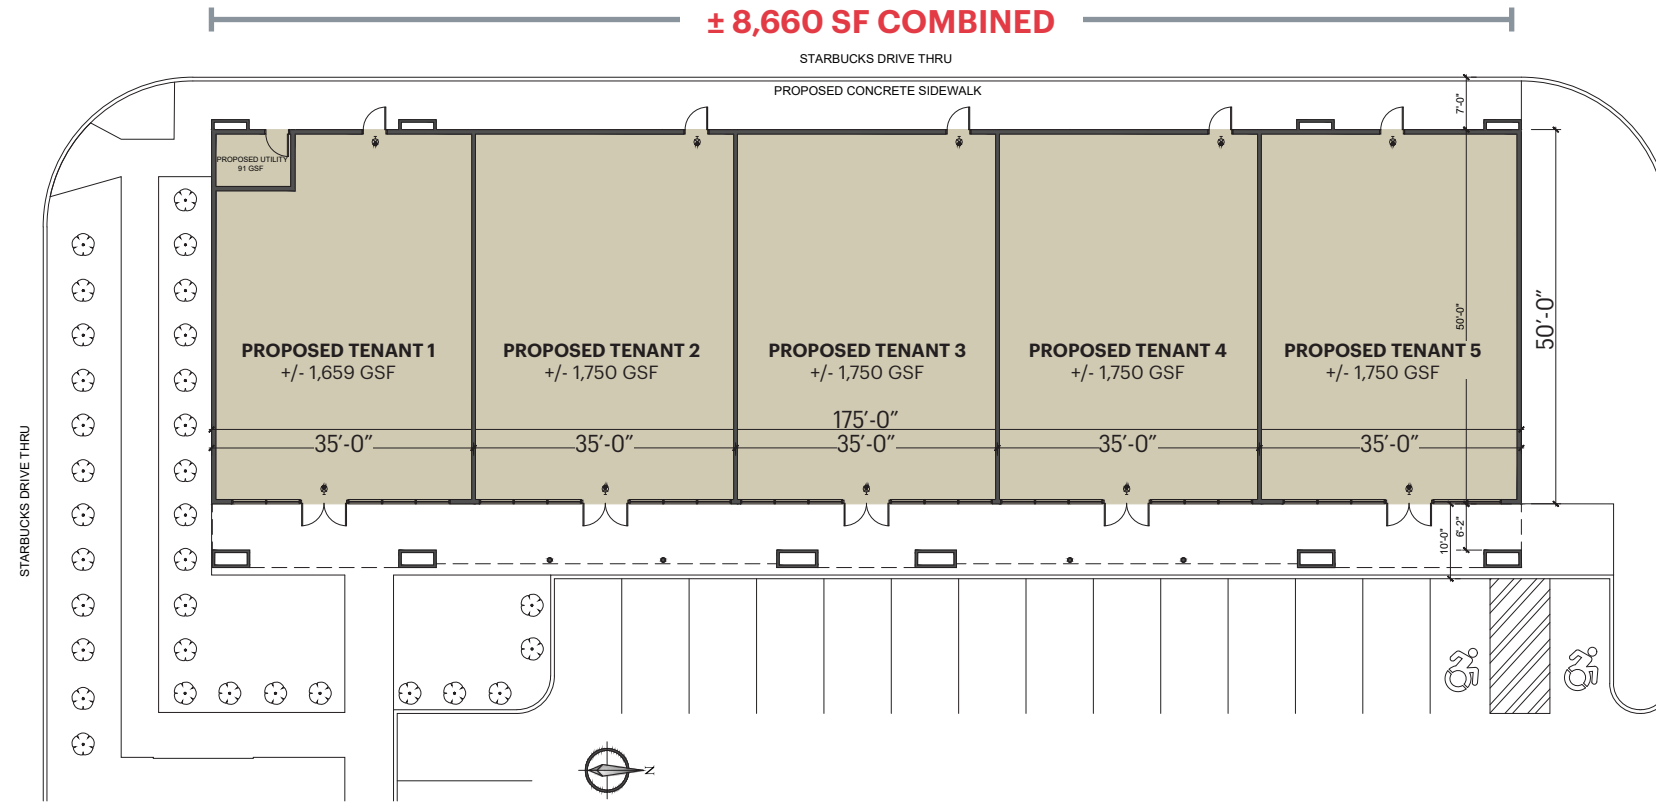 ± 8,660 SF COMBINED
STARBUCKS DRIVE THRU
PROPOSED CONCRETE SIDEWALK
7'-0"
PROPOSED UTILITY
91 GSF
50'-0"
50'-0"
PROPOSED TENANT 1
+/- 1,659 GSF
PROPOSED TENANT 2
+/- 1,750 GSF
PROPOSED TENANT 3
+/- 1,750 GSF
PROPOSED TENANT 4
+/- 1,750 GSF
PROPOSED TENANT 5
+/- 1,750 GSF
175'-0"
35'-0"
35'-0"
35'-0"
35'-0"
35'-0"
STARBUCKS DRIVE THRU
10'-0"
6'-2"
N